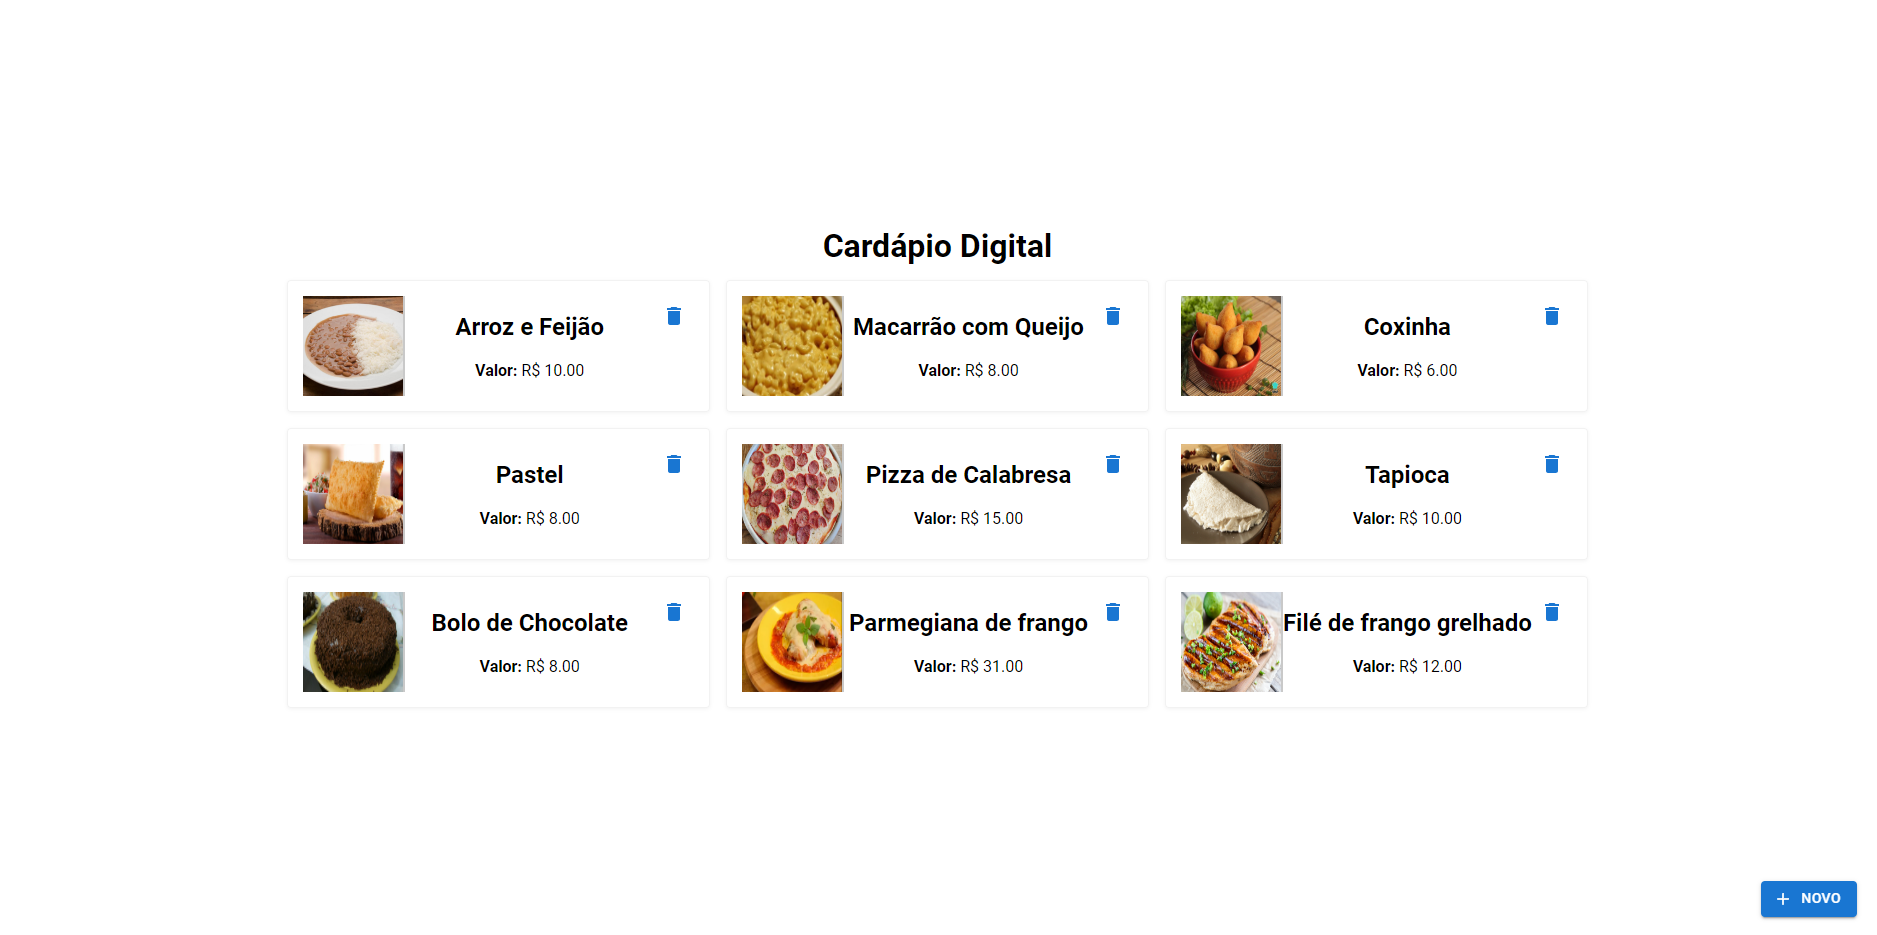 Cardápio Digital
Arroz e Feijão
Valor: R$ 10.00
Macarrão com Queijo
Valor: R$ 8.00
Coxinha
Valor: R$ 6.00
Pastel
Valor: R$ 8.00
Pizza de Calabresa
Valor: R$ 15.00
Tapioca
Valor: R$ 10.00
Bolo de Chocolate
Valor: R$ 8.00
Parmegiana de frango
Valor: R$ 31.00
Filé de frango grelhado
Valor: R$ 12.00
NOVO